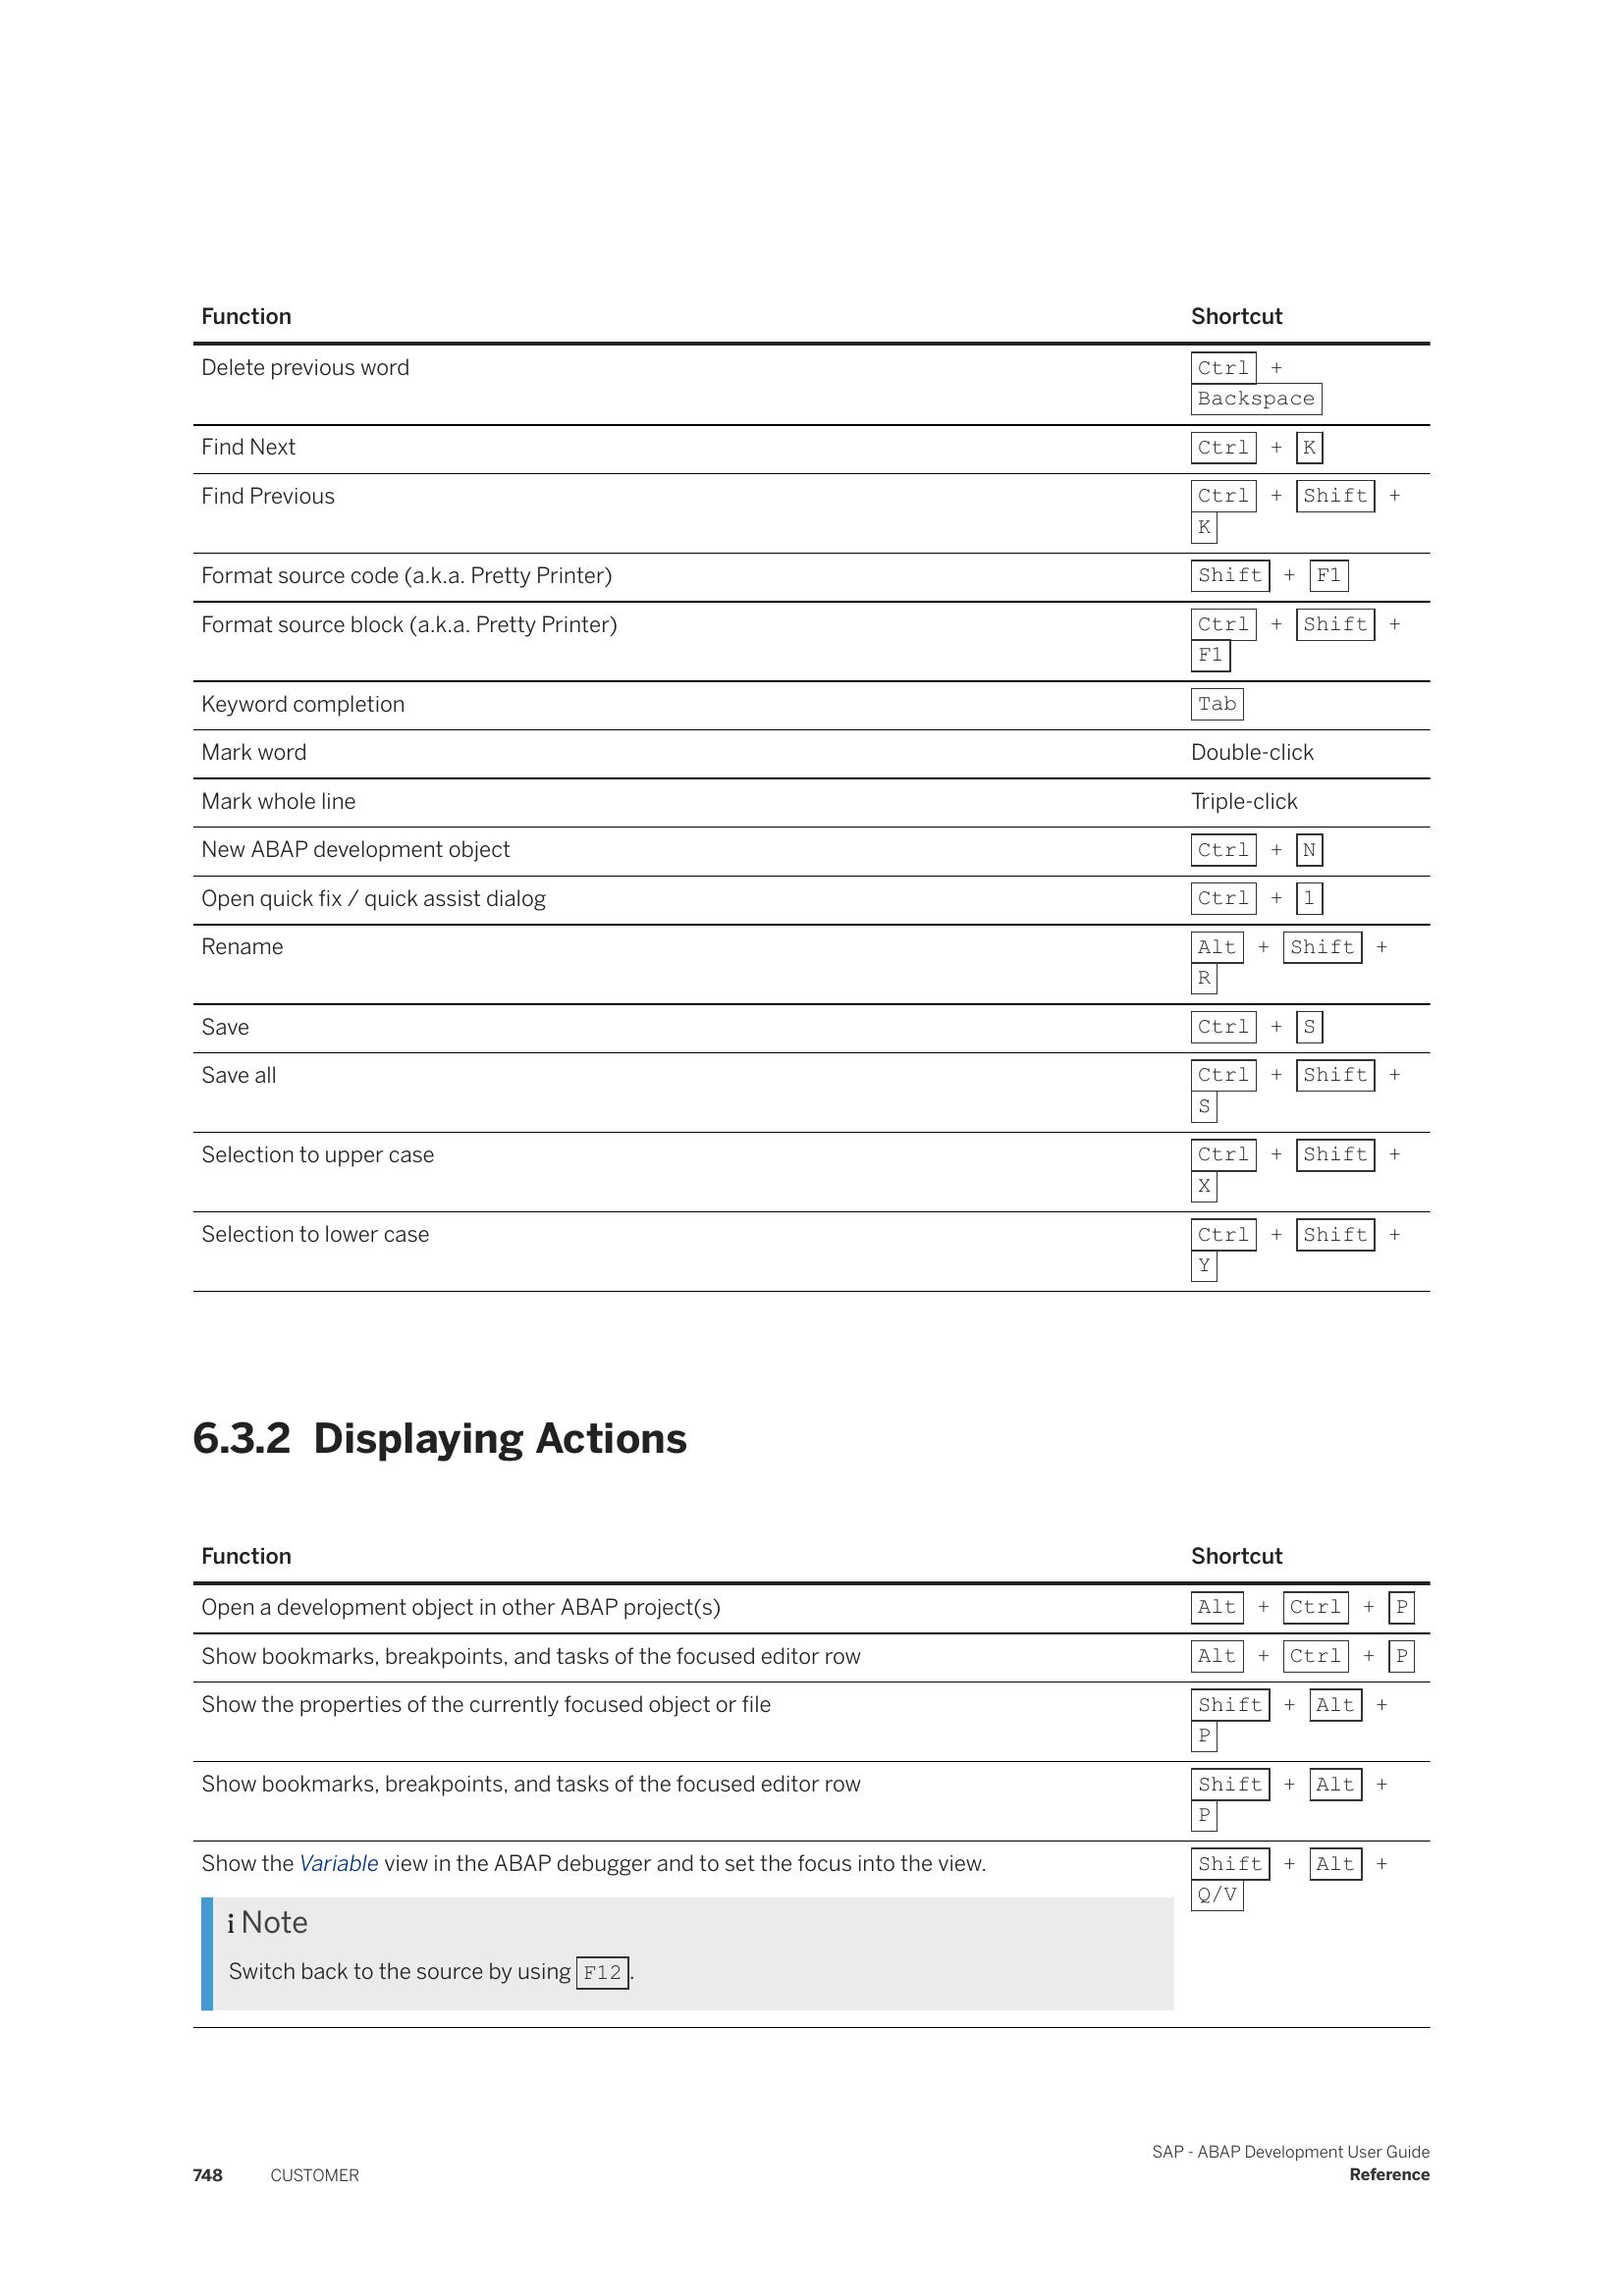 Function Shortcut
Delete previous word Ctrl +
Backspace
Find Next Ctrl + K
Find Previous Ctrl + Shift +
K
Format source code (a.k.a. Pretty Printer) Shift + F1
Format source block (a.k.a. Pretty Printer) Ctrl + Shift +
F1
Keyword completion Tab
Mark word Double-click
Mark whole line Triple-click
New ABAP development object Ctrl + N
Open quick fix / quick assist dialog Ctrl + 1
Rename Alt + Shift +
R
Save Ctrl + S
Save all Ctrl + Shift +
S
Selection to upper case Ctrl + Shift +
X
Selection to lower case Ctrl + Shift +
Y
6.3.2 Displaying Actions
Function Shortcut
Open a development object in other ABAP project(s) Alt + Ctrl + P
Show bookmarks, breakpoints, and tasks of the focused editor row Alt + Ctrl + P
Show the properties of the currently focused object or file Shift + Alt +
P
Show bookmarks, breakpoints, and tasks of the focused editor row Shift + Alt +
P
Show the Variable view in the ABAP debugger and to set the focus into the view. Shift + Alt +
Q/V
i Note
Switch back to the source by using F12.
SAP - ABAP Development User Guide
748 CUSTOMER Reference